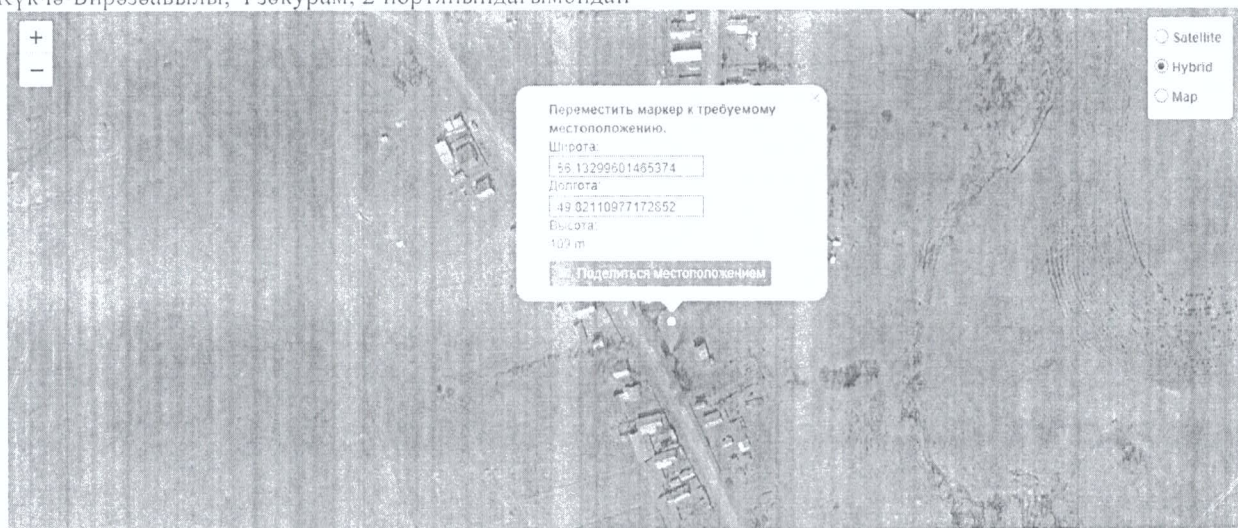 +
−
Satellite
Hybrid
Map
×
Переместить маркер к требуемому
местоположению.
Широта:
56.13299601465374
Долгота:
49.82110977172852
Высота:
109 m
Поделиться местоположением